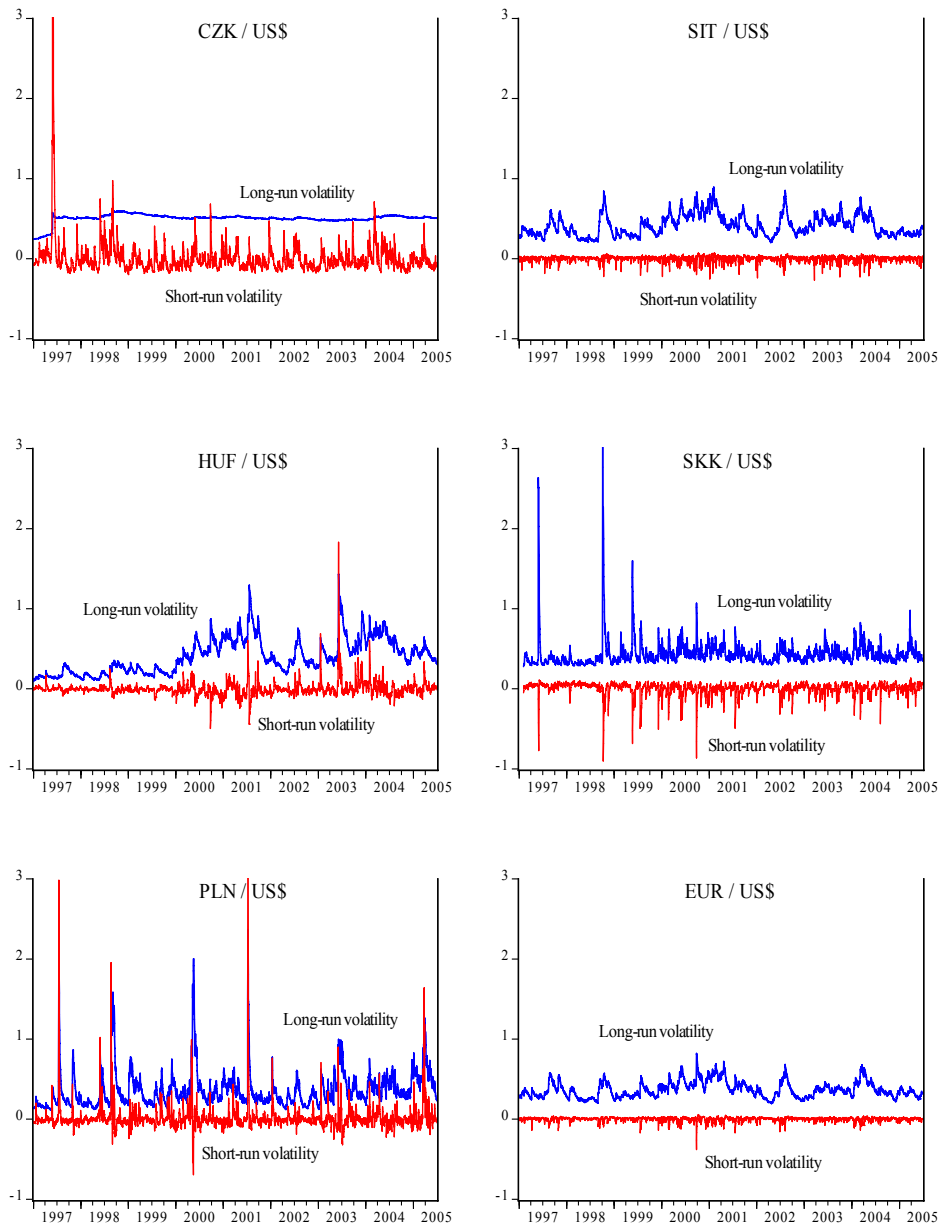 CZK / US$
3
2
1
0
-1
Long-run volatility
Short-run volatility
1997 1998 1999 2000 2001 2002 2003 2004 2005
SIT / US$
3
2
1
0
-1
Long-run volatility
Short-run volatility
1997 1998 1999 2000 2001 2002 2003 2004 2005
HUF / US$
3
2
1
0
-1
Long-run volatility
Short-run volatility
1997 1998 1999 2000 2001 2002 2003 2004 2005
SKK / US$
3
2
1
0
-1
Long-run volatility
Short-run volatility
1997 1998 1999 2000 2001 2002 2003 2004 2005
PLN / US$
3
2
1
0
-1
Long-run volatility
Short-run volatility
1997 1998 1999 2000 2001 2002 2003 2004 2005
EUR / US$
3
2
1
0
-1
Long-run volatility
Short-run volatility
1997 1998 1999 2000 2001 2002 2003 2004 2005